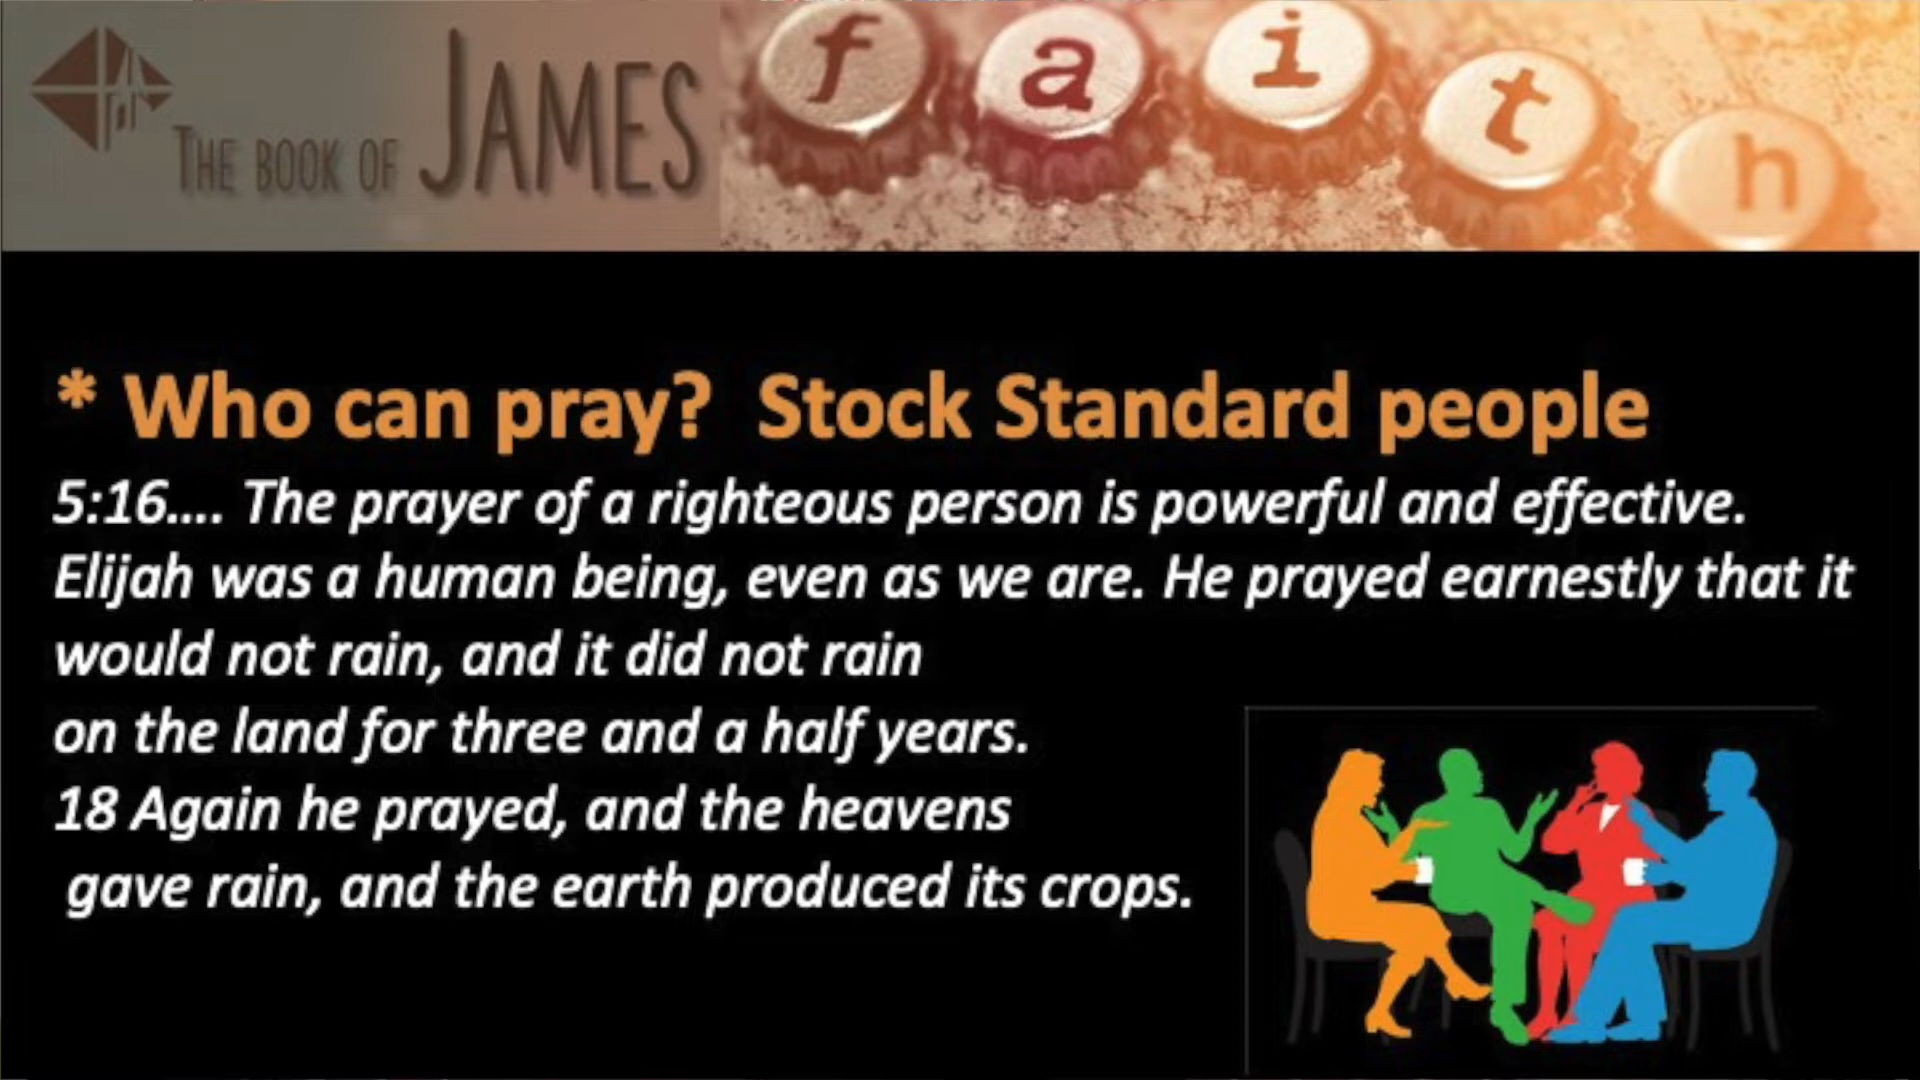 THE BOOK OF JAMES
f a i t h
* Who can pray?  Stock Standard people
5:16.... The prayer of a righteous person is powerful and effective.
Elijah was a human being, even as we are. He prayed earnestly that it
would not rain, and it did not rain
on the land for three and a half years.
18 Again he prayed, and the heavens
gave rain, and the earth produced its crops.